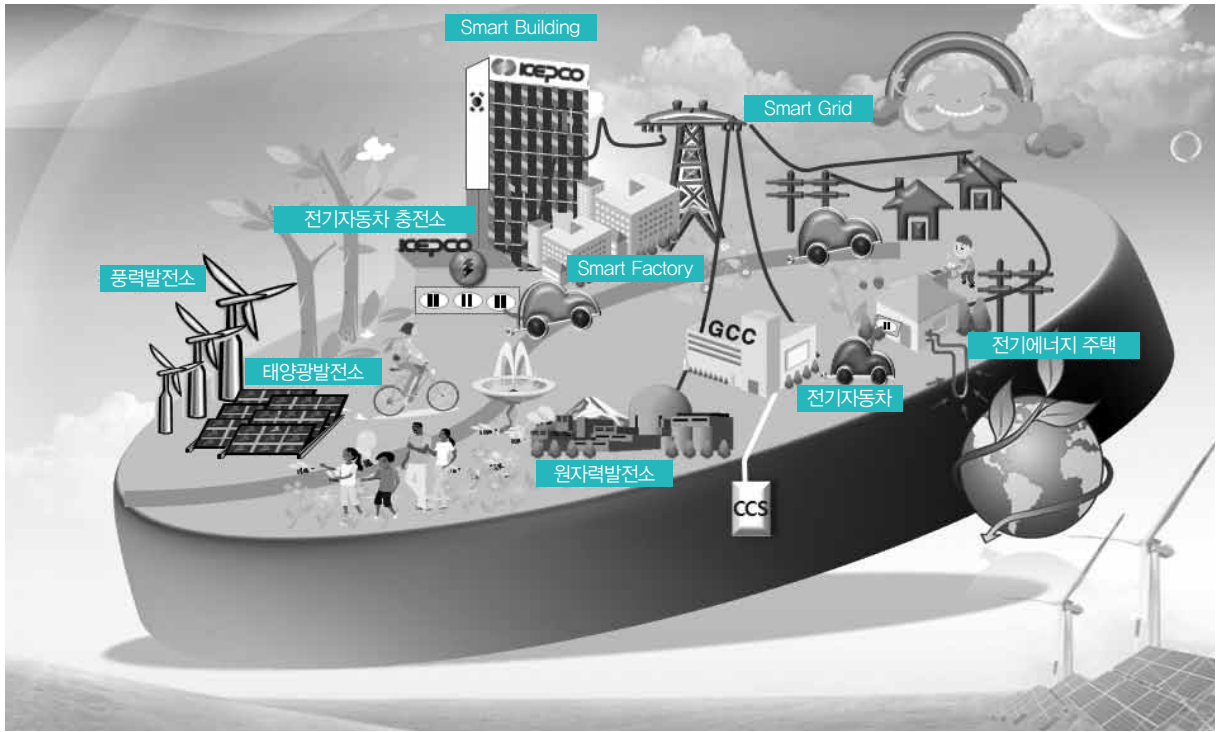 Smart Building
KEPCO
Smart Grid
전기자동차 충전소
KEPCO
풍력발전소
Smart Factory
GCC
전기에너지 주택
태양광발전소
전기자동차
원자력발전소
CCS